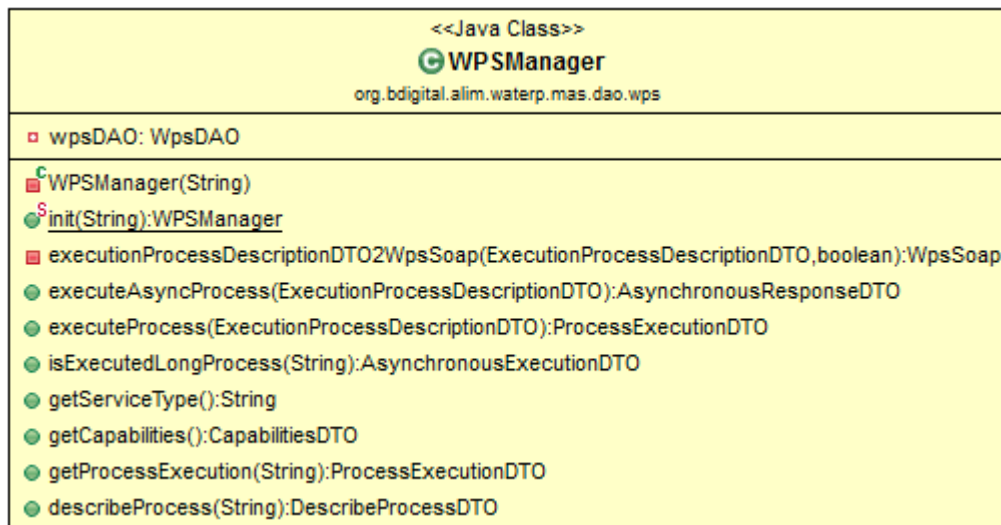 <<Java Class>>
WPSManager
org.bdigital.alim.waterp.mas.dao.wps
wpsDAO: WpsDAO
WPSManager(String)
init(String):WPSManager
executionProcessDescriptionDTO2WpsSoap(ExecutionProcessDescriptionDTO,boolean):WpsSoap
executeAsyncProcess(ExecutionProcessDescriptionDTO):AsynchronousResponseDTO
executeProcess(ExecutionProcessDescriptionDTO):ProcessExecutionDTO
isExecutedLongProcess(String):AsynchronousExecutionDTO
getServiceType():String
getCapabilities():CapabilitiesDTO
getProcessExecution(String):ProcessExecutionDTO
describeProcess(String):DescribeProcessDTO